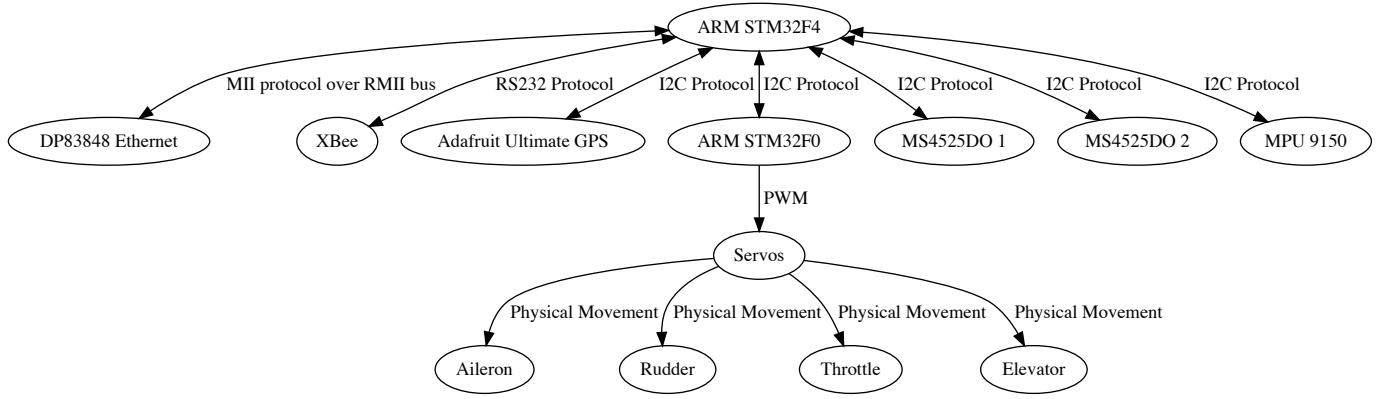 ARM STM32F4
MII protocol over RMII bus
RS232 Protocol
I2C Protocol
I2C Protocol
I2C Protocol
I2C Protocol
I2C Protocol
DP83848 Ethernet
XBee
Adafruit Ultimate GPS
ARM STM32F0
MS4525DO 1
MS4525DO 2
MPU 9150
PWM
Servos
Physical Movement
Physical Movement
Physical Movement
Physical Movement
Aileron
Rudder
Throttle
Elevator